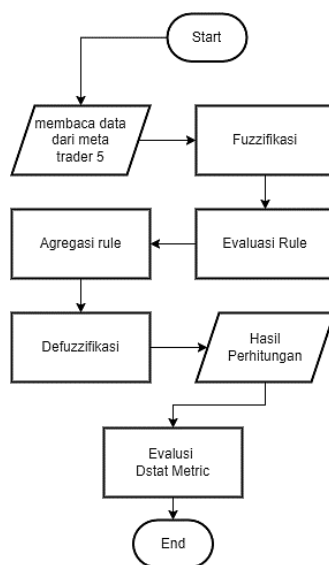 Start
membaca data
dari meta
trader 5
Fuzzifikasi
Evaluasi Rule
Agregasi rule
Defuzzifikasi
Hasil
Perhitungan
Evalusi
Dstat Metric
End